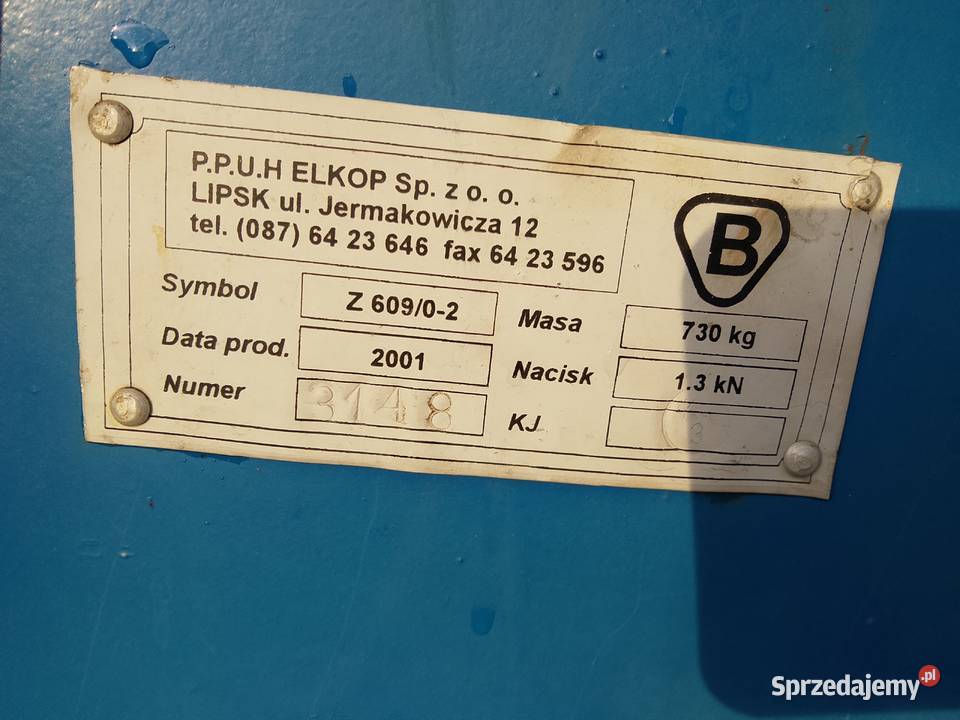 P.P.U.H ELKOP Sp. z o. o.
LIPSK ul. Jermakowicza 12
tel. (087) 64 23 646 fax 64 23 596
B
Symbol Z 609/0-2
Masa 730 kg
Data prod. 2001
Nacisk 1.3 kN
Numer 3148
KJ
Sprzedajemy.pl